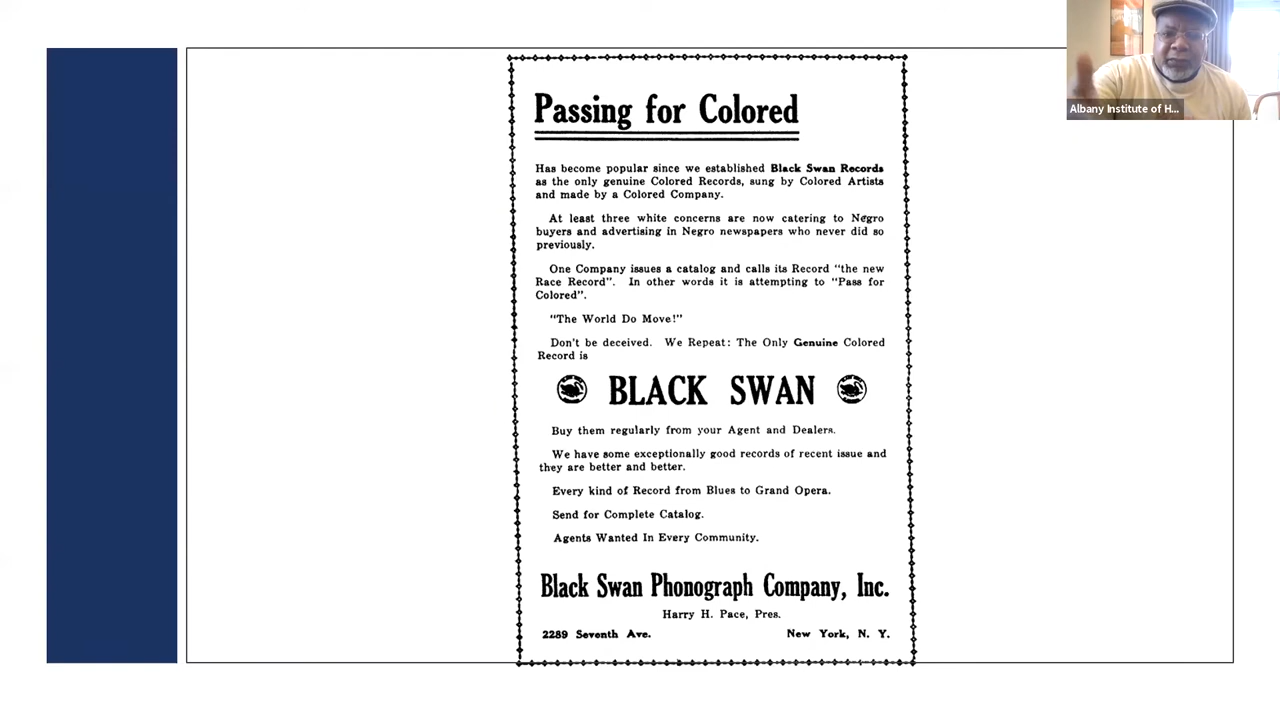 Passing for Colored
Has become popular since we established Black Swan Records
as the only genuine Colored Records, sung by Colored Artists
and made by a Colored Company.
At least three white concerns are now catering to Negro
buyers and advertising in Negro newspapers who never did so
previously.
One Company issues a catalog and calls its Record "the new
Race Record". In other words it is attempting to "Pass for
Colored".
"The World Do Move!"
Don't be deceived. We Repeat: The Only Genuine Colored
Record is
BLACK SWAN
Buy them regularly from your Agent and Dealers.
We have some exceptionally good records of recent issue and
they are better and better.
Every kind of Record from Blues to Grand Opera.
Send for Complete Catalog.
Agents Wanted In Every Community.
Black Swan Phonograph Company, Inc.
Harry H. Pace, Pres.
2289 Seventh Ave. New York, N. Y.
Albany Institute of H...